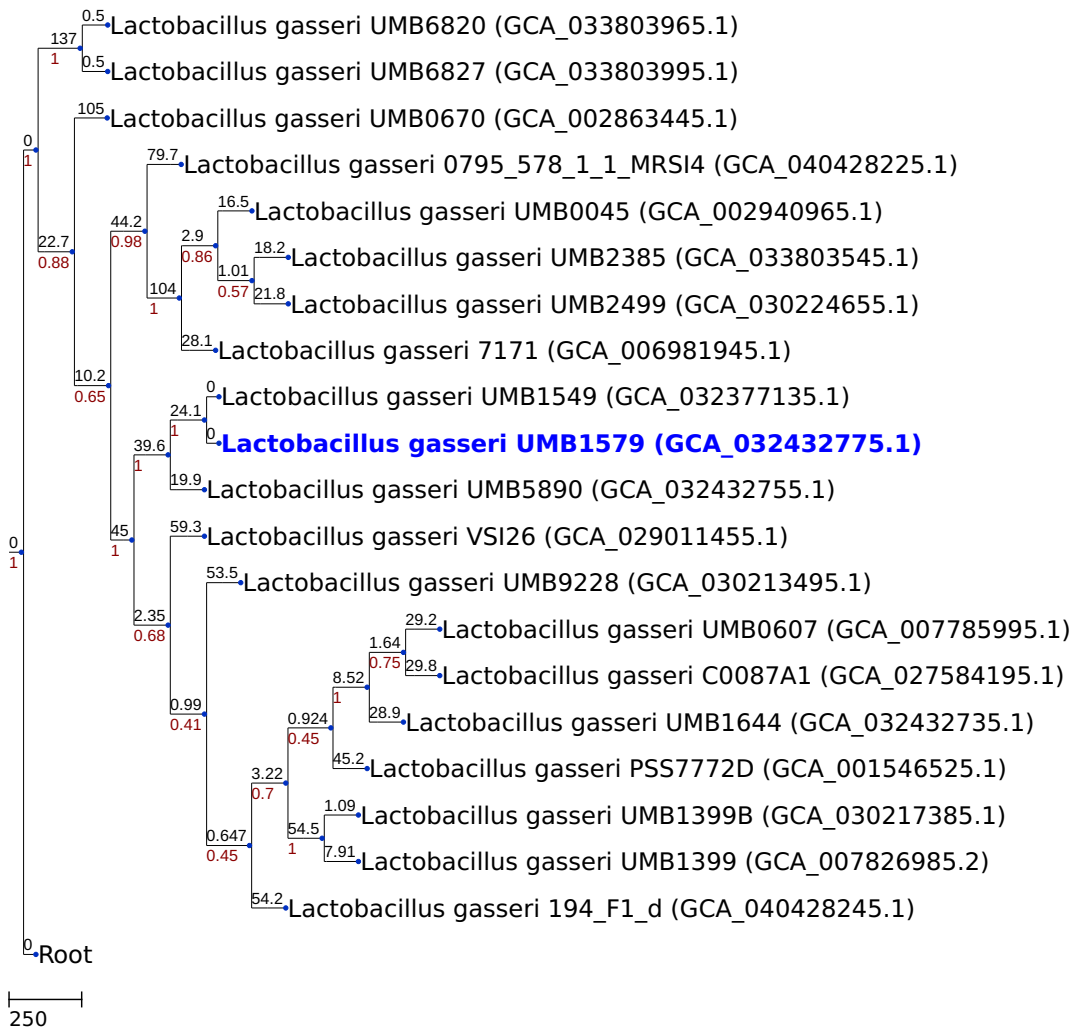 0.5
Lactobacillus gasseri UMB6820 (GCA_033803965.1)
137
1
0.5
Lactobacillus gasseri UMB6827 (GCA_033803995.1)
105
Lactobacillus gasseri UMB0670 (GCA_002863445.1)
0
1
79.7
Lactobacillus gasseri 0795_578_1_1_MRSI4 (GCA_040428225.1)
16.5
Lactobacillus gasseri UMB0045 (GCA_002940965.1)
44.2
0.98
2.9
0.86
18.2
Lactobacillus gasseri UMB2385 (GCA_033803545.1)
22.7
0.88
1.01
0.57
21.8
Lactobacillus gasseri UMB2499 (GCA_030224655.1)
104
1
28.1
Lactobacillus gasseri 7171 (GCA_006981945.1)
10.2
0.65
0
Lactobacillus gasseri UMB1549 (GCA_032377135.1)
24.1
1
0
Lactobacillus gasseri UMB1579 (GCA_032432775.1)
39.6
1
19.9
Lactobacillus gasseri UMB5890 (GCA_032432755.1)
45
1
59.3
Lactobacillus gasseri VSI26 (GCA_029011455.1)
0
1
53.5
Lactobacillus gasseri UMB9228 (GCA_030213495.1)
2.35
0.68
29.2
Lactobacillus gasseri UMB0607 (GCA_007785995.1)
1.64
0.75
29.8
Lactobacillus gasseri C0087A1 (GCA_027584195.1)
8.52
1
28.9
Lactobacillus gasseri UMB1644 (GCA_032432735.1)
0.99
0.41
0.924
0.45
45.2
Lactobacillus gasseri PSS7772D (GCA_001546525.1)
3.22
0.7
1.09
Lactobacillus gasseri UMB1399B (GCA_030217385.1)
54.5
1
7.91
Lactobacillus gasseri UMB1399 (GCA_007826985.2)
0.647
0.45
54.2
Lactobacillus gasseri 194_F1_d (GCA_040428245.1)
0
Root
250